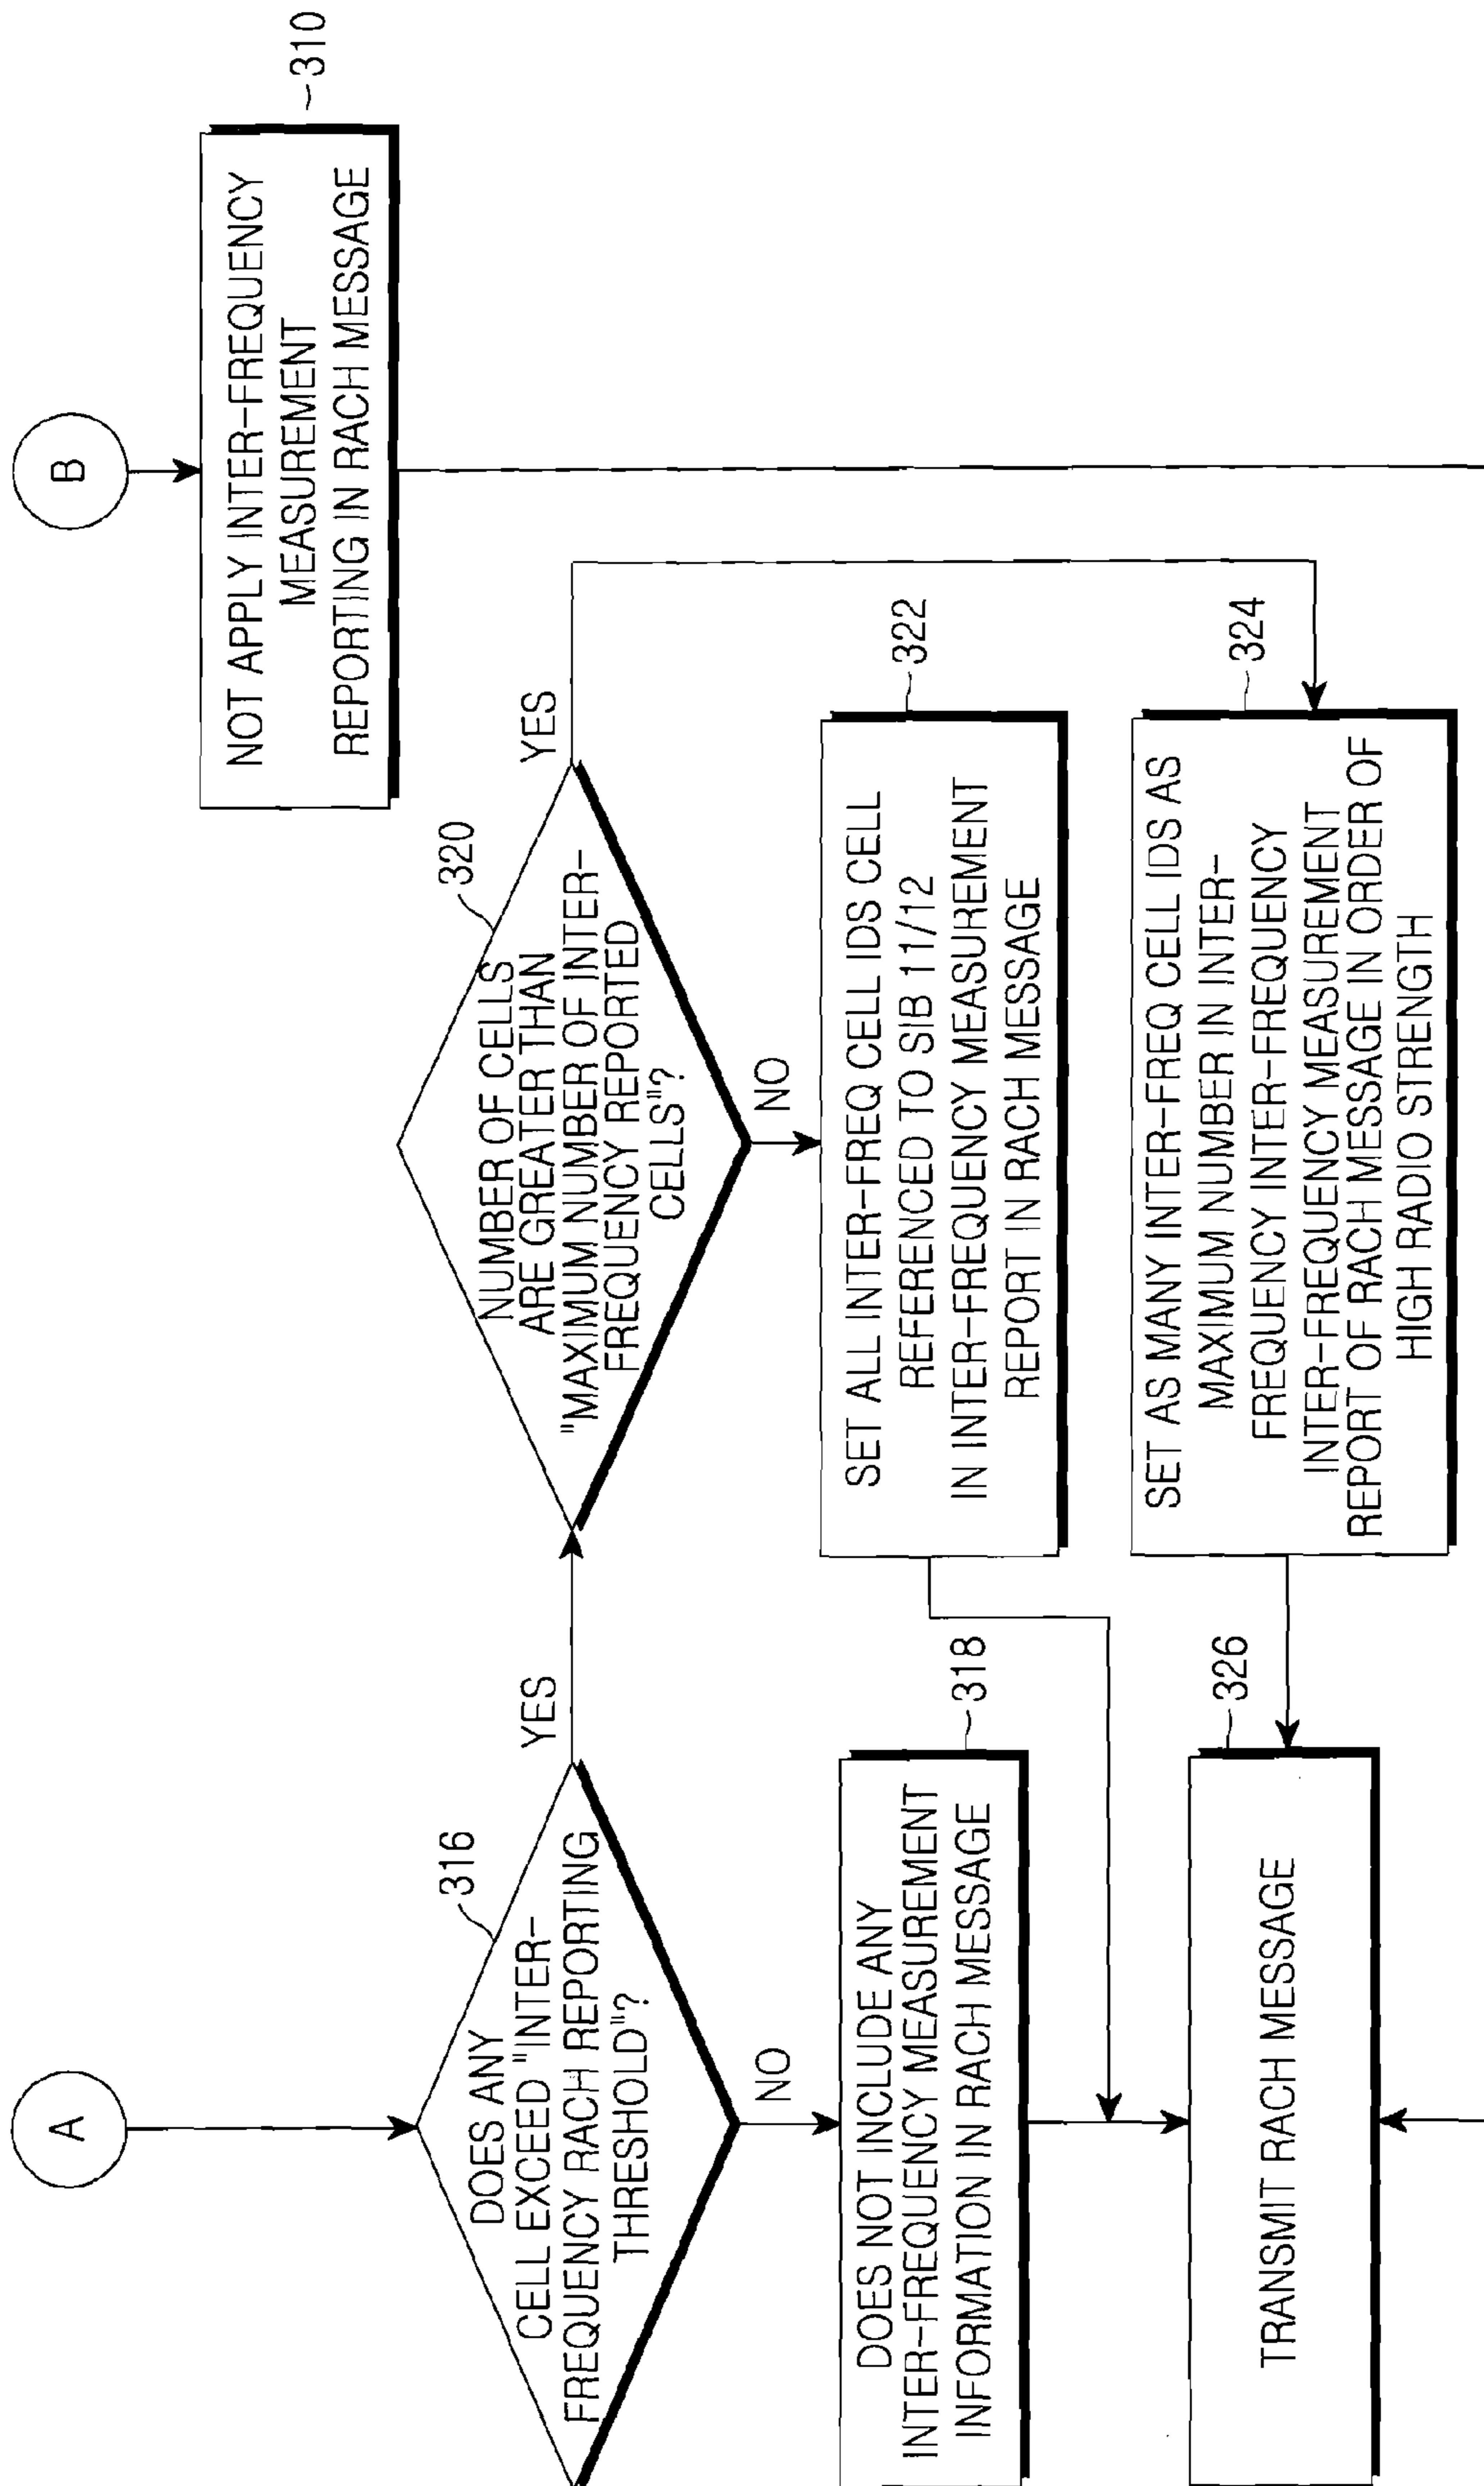 A
DOES ANY
CELL EXCEED "INTER-
FREQUENCY RACH REPORTING
THRESHOLD"?
316
YES
NO
DOES NOT INCLUDE ANY
INTER-FREQUENCY MEASUREMENT
INFORMATION IN RACH MESSAGE
318
TRANSMIT RACH MESSAGE
326
NUMBER OF CELLS
ARE GREATER THAN
"MAXIMUM NUMBER OF INTER-
FREQUENCY REPORTED
CELLS"?
320
YES
NO
SET ALL INTER-FREQ CELL IDS CELL
REFERENCED TO SIB 11/12
IN INTER-FREQUENCY MEASUREMENT
REPORT IN RACH MESSAGE
322
SET AS MANY INTER-FREQ CELL IDS AS
MAXIMUM NUMBER IN INTER-
FREQUENCY INTER-FREQUENCY
INTER-FREQUENCY MEASUREMENT
REPORT OF RACH MESSAGE IN ORDER OF
HIGH RADIO STRENGTH
324
B
NOT APPLY INTER-FREQUENCY
MEASUREMENT
REPORTING IN RACH MESSAGE
310